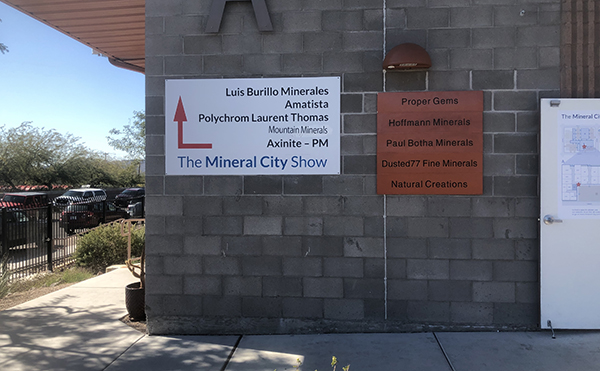 A
Luis Burillo Minerales
Amatista
Polychrom Laurent Thomas
Mountain Minerals
Axinite – PM
The Mineral City Show
Proper Gems
Hoffmann Minerals
Paul Botha Minerals
Dusted77 Fine Minerals
Natural Creations
The Mineral City